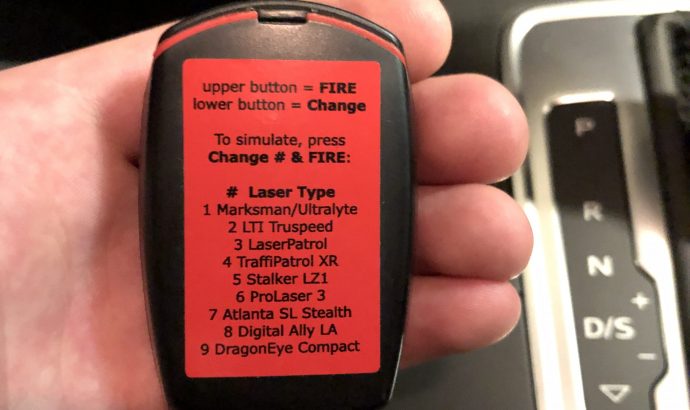 upper button = FIRE
lower button = Change
To simulate, press
Change # & FIRE:
# Laser Type
1 Marksman/Ultralyte
2 LTI Truspeed
3 LaserPatrol
4 TraffiPatrol XR
5 Stalker LZ1
6 ProLaser 3
7 Atlanta SL Stealth
8 Digital Ally LA
9 DragonEye Compact
P
R
N
+
D/S
−